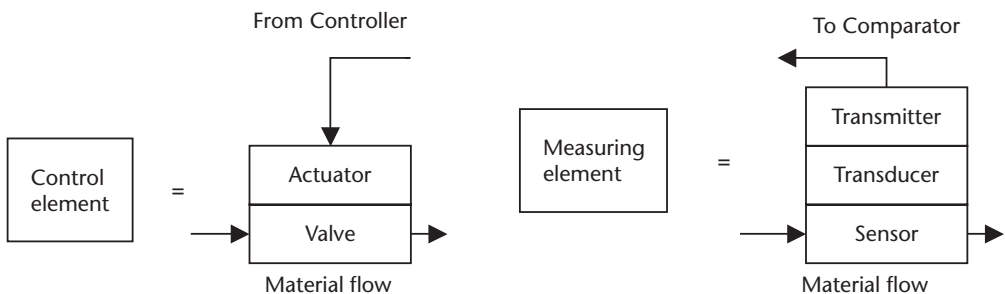 From Controller
Control
element
=
Actuator
Valve
Material flow
To Comparator
Measuring
element
=
Transmitter
Transducer
Sensor
Material flow